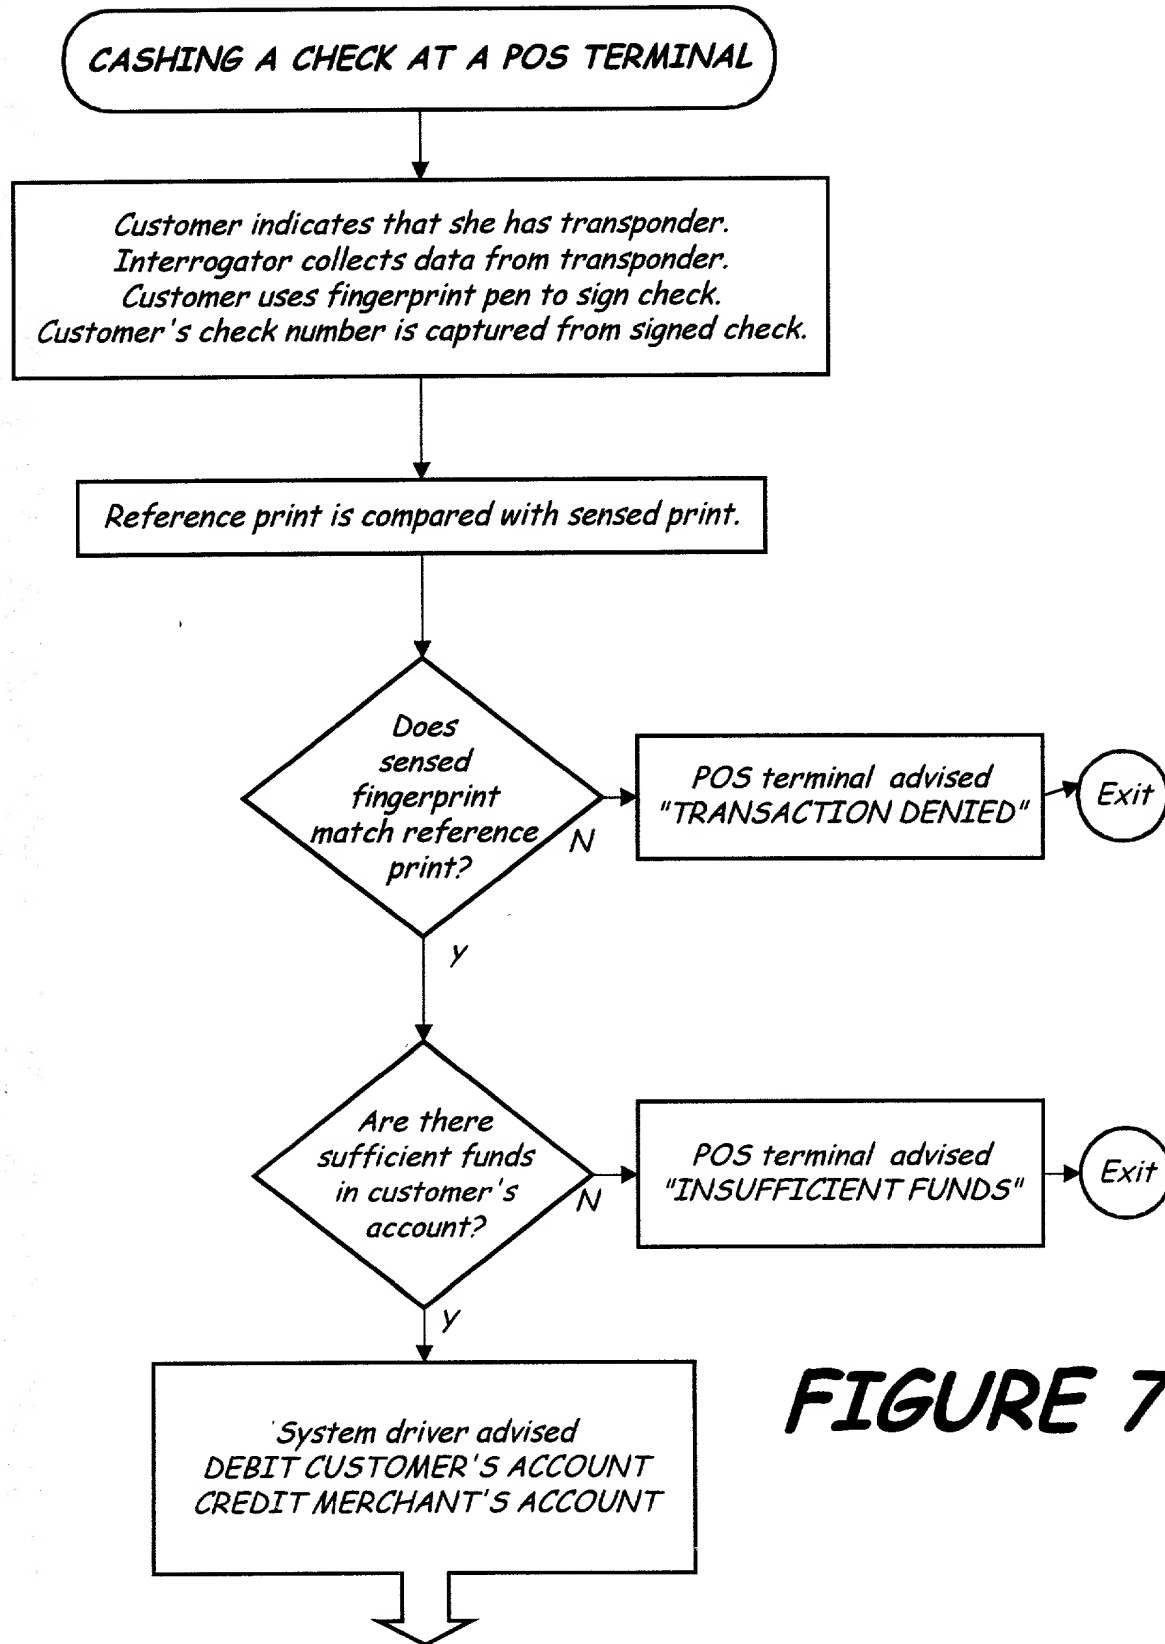 CASHING A CHECK AT A POS TERMINAL
Customer indicates that she has transponder.
Interrogator collects data from transponder.
Customer uses fingerprint pen to sign check.
Customer's check number is captured from signed check.
Reference print is compared with sensed print.
Does
sensed
fingerprint
match reference
print?
N
POS terminal advised
"TRANSACTION DENIED"
Exit
Y
Are there
sufficient funds
in customer's
account?
N
POS terminal advised
"INSUFFICIENT FUNDS"
Exit
Y
System driver advised
DEBIT CUSTOMER'S ACCOUNT
CREDIT MERCHANT'S ACCOUNT
FIGURE 7